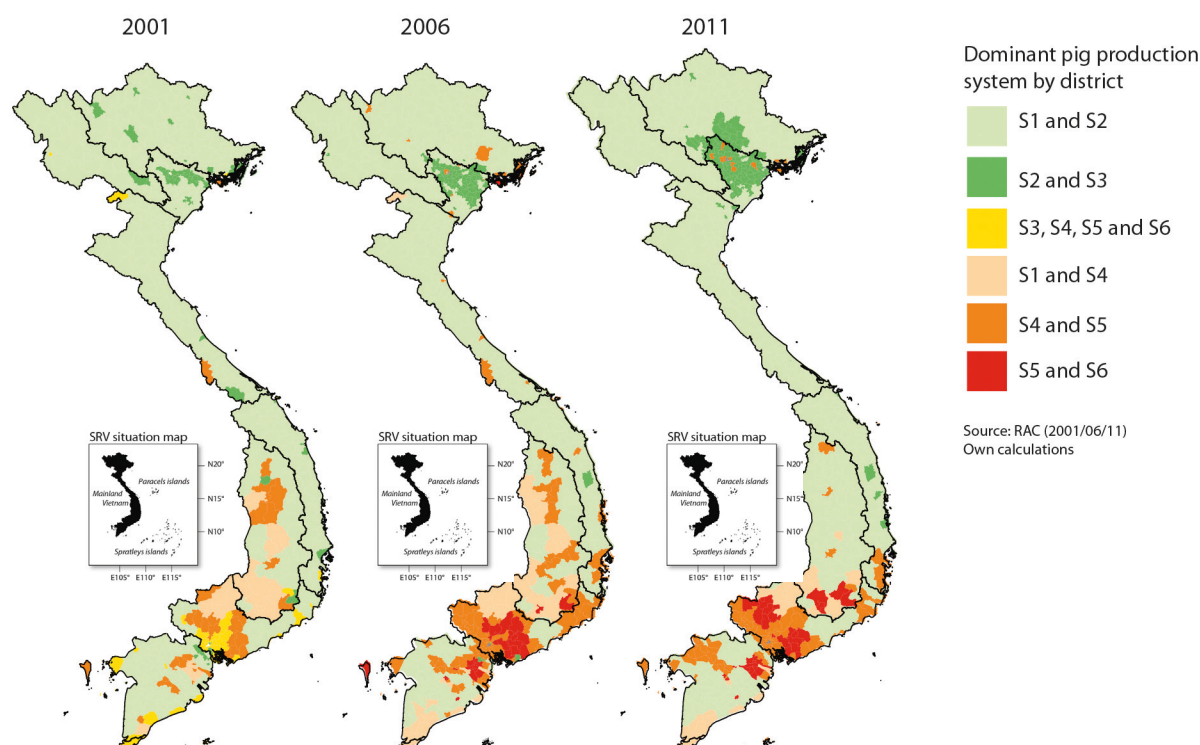 2001
2006
2011
Dominant pig production
system by district
S1 and S2
S2 and S3
S3, S4, S5 and S6
S1 and S4
S4 and S5
S5 and S6
Source: RAC (2001/06/11)
Own calculations
SRV situation map
N20°
Paracels islands
Mainland
Vietnam
N15°
N10°
Spratleys islands
E105° E110° E115°
SRV situation map
N20°
Paracels islands
Mainland
Vietnam
N15°
N10°
Spratleys islands
E105° E110° E115°
SRV situation map
N20°
Paracels islands
Mainland
Vietnam
N15°
N10°
Spratleys islands
E105° E110° E115°